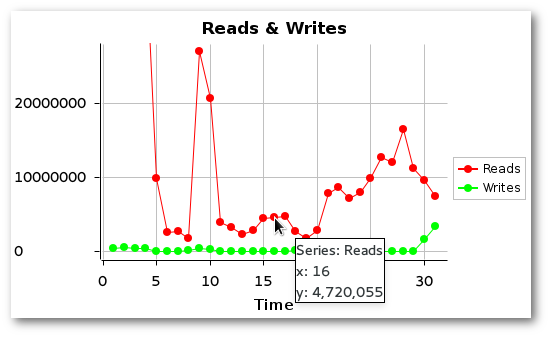 Reads & Writes
20000000
10000000
0
Reads
Writes
Series: Reads
x: 16
y: 4,720,055
0 5 10 15 30
Time